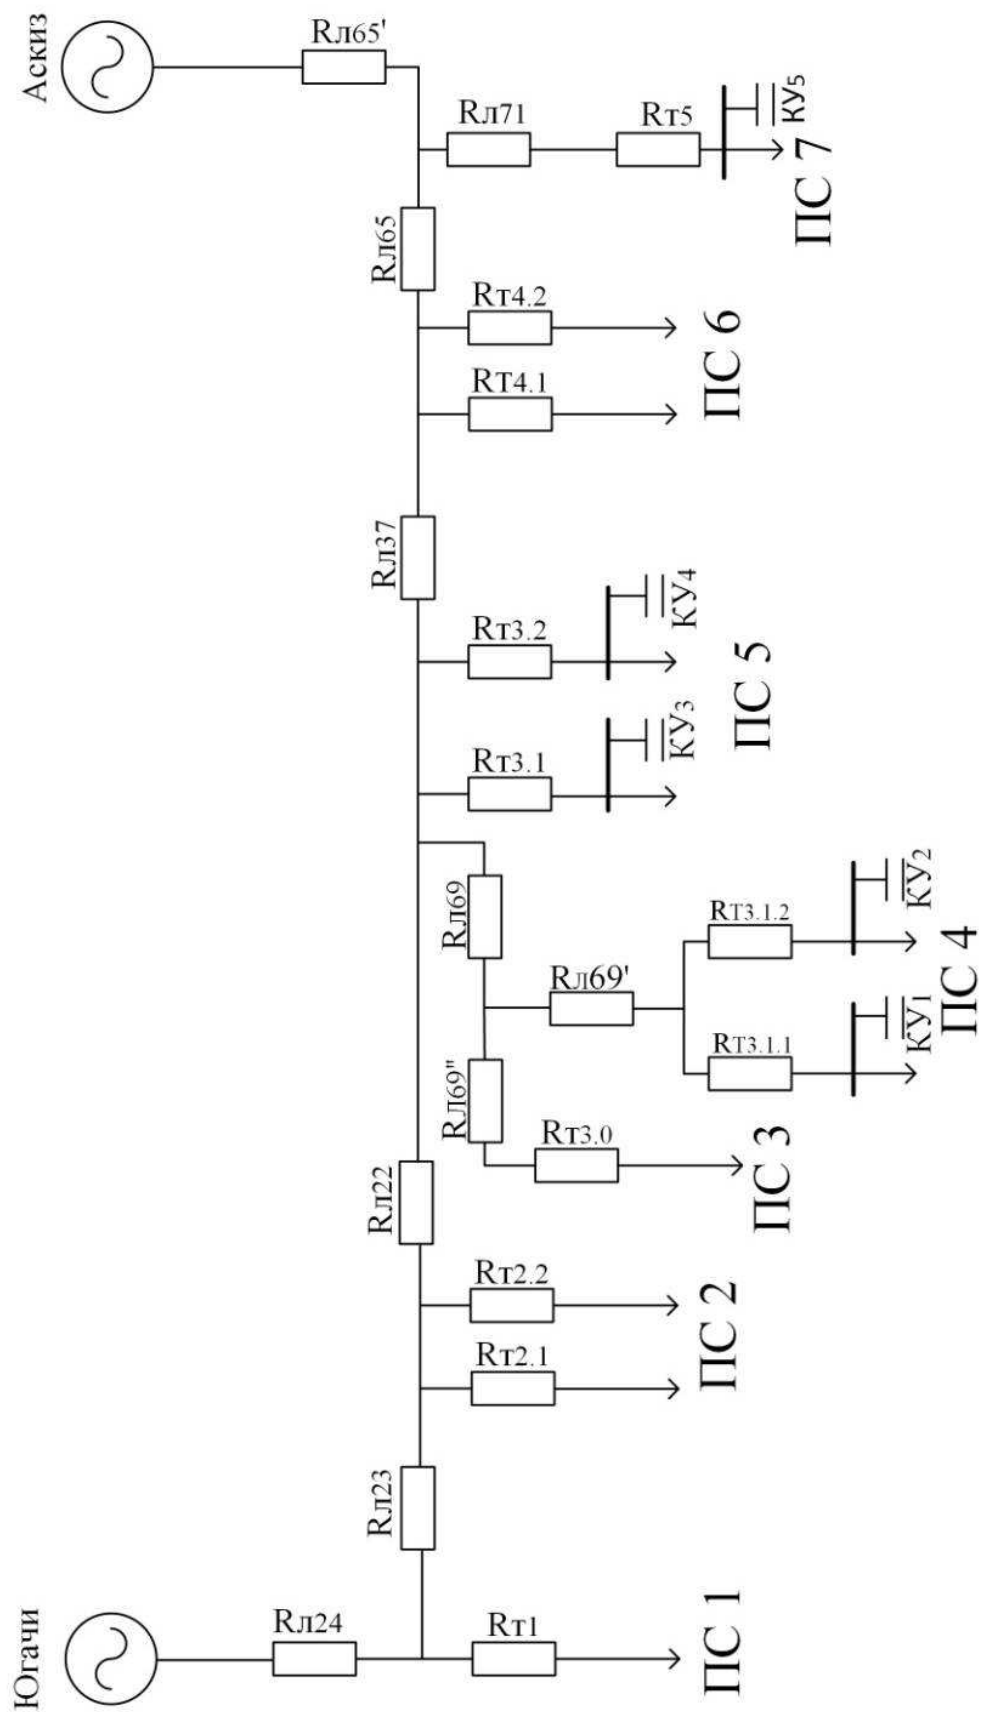 Аскиз
Rл65'
Rл71
Rт5
КУ5
ПС 7
Rл65
Rт4.2
Rт4.1
ПС 6
Rл37
Rт3.2
КУ4
Rт3.1
КУ3
ПС 5
Rл69
Rл69'
Rт3.1.2
КУ2
Rт3.1.1
КУ1
ПС 4
Rл69"
Rт3.0
ПС 3
Rл22
Rт2.2
Rт2.1
ПС 2
Rл23
Югачи
Rл24
Rт1
ПС 1